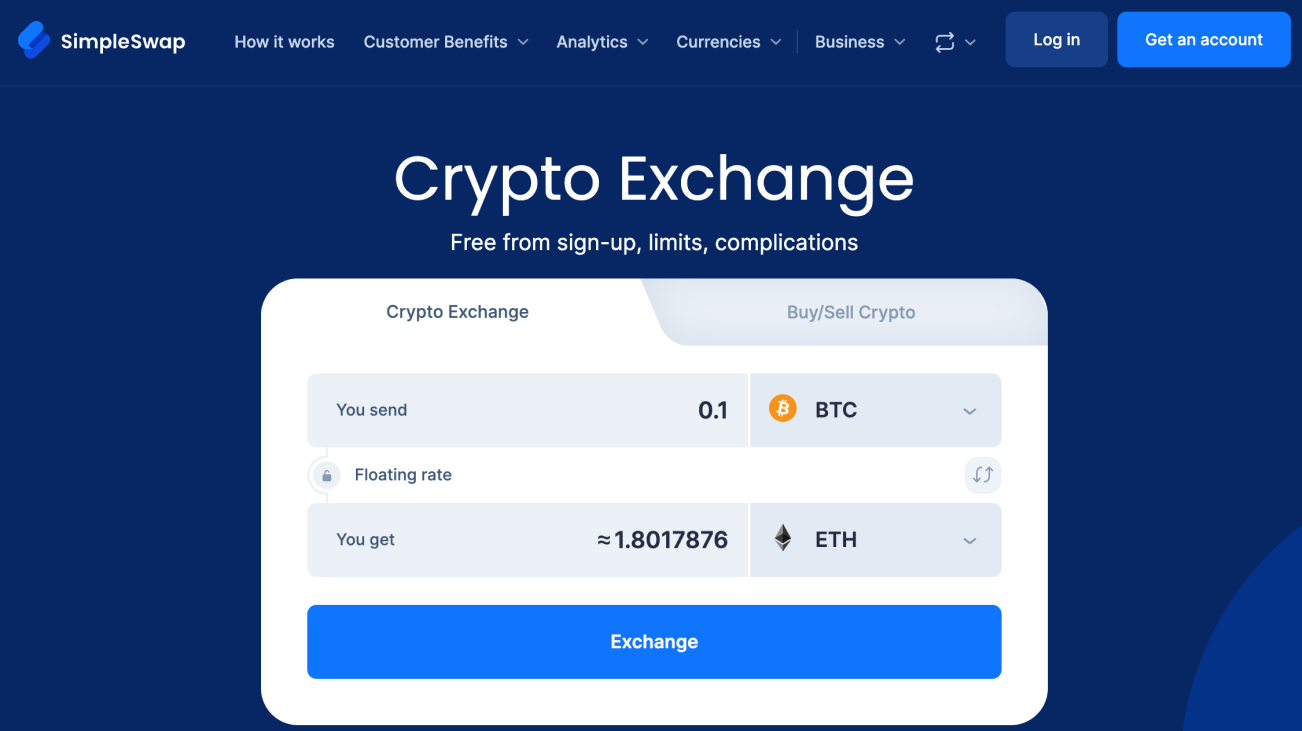 SimpleSwap How it works Customer Benefits Analytics Currencies Business Log in Get an account
Crypto Exchange
Free from sign-up, limits, complications
Crypto Exchange Buy/Sell Crypto
You send 0.1 BTC
Floating rate
You get ≈1.8017876 ETH
Exchange